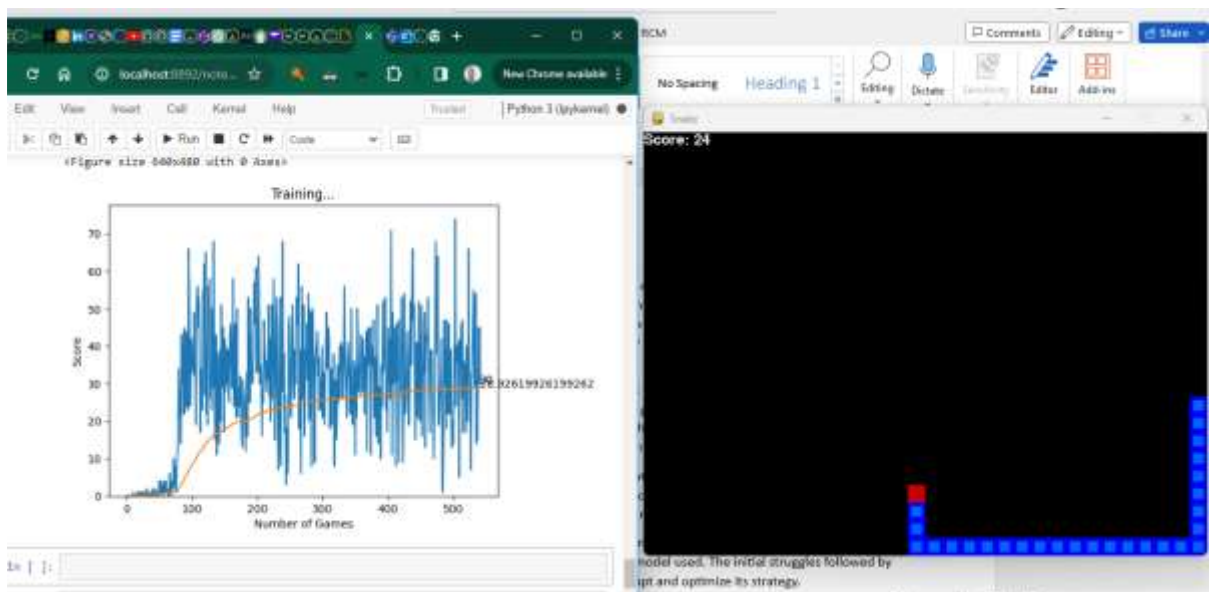 localhost:8892/note...
New Chrome available
Edit View Insert Cell Kernel Help
Trusted
Python 3 (ipykernel)
Run
Code
<Figure size 640x480 with 0 Axes>
Training...
70
60
50
40
30
20
10
0
Score
0 100 200 300 400 500
Number of Games
Comments
Editing
Share
No Spacing
Heading 1
Editing
Dictate
Editor
Add-ins
Snake
Score: 24
model used. The initial struggles followed by
and optimize its strategy.